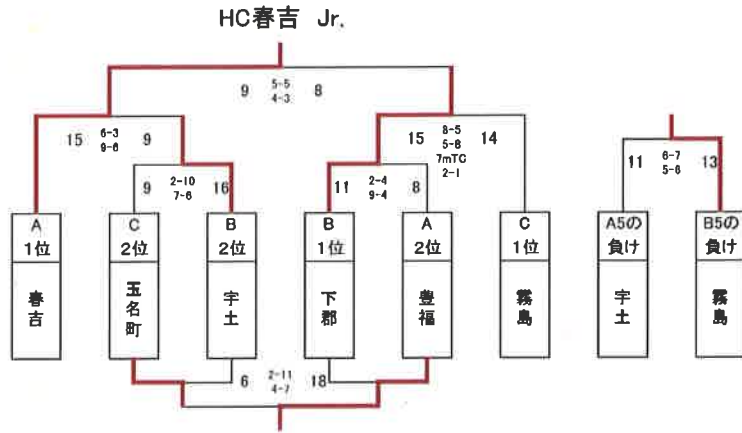 HC春吉 Jr.
9 5-5 8
4-3
15 6-3 9
9-6
15 8-5 14
5-8
7mTC
2-1
9 2-10 16
7-6
11 2-4 8
9-4
11 6-7 13
5-6
A
1位
春吉
C
2位
玉名町
B
2位
宇土
B
1位
下郡
A
2位
豊福
C
1位
霧島
A5の
負け
宇土
B5の
負け
霧島
6 2-11 18
4-7